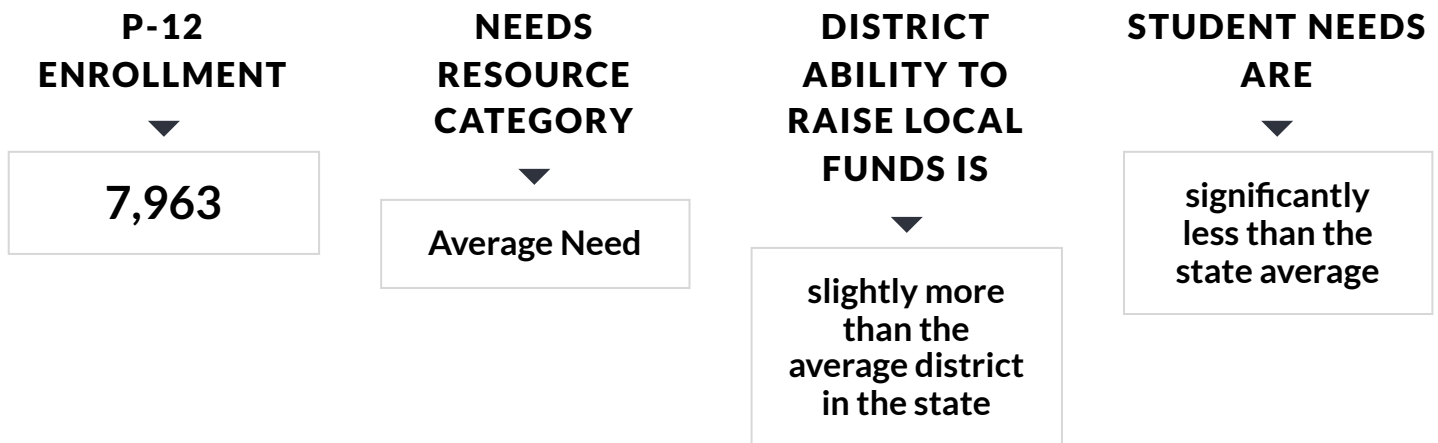 P-12
ENROLLMENT
7,963
NEEDS
RESOURCE
CATEGORY
Average Need
DISTRICT
ABILITY TO
RAISE LOCAL
FUNDS IS
slightly more
than the
average district
in the state
STUDENT NEEDS
ARE
significantly
less than the
state average